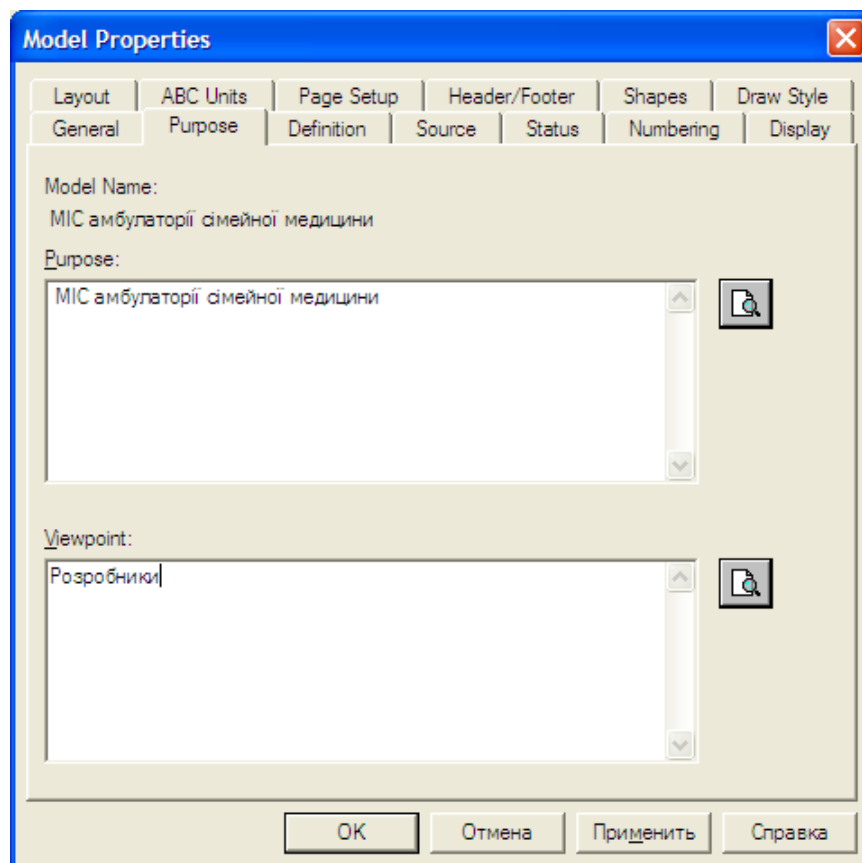 Model Properties
Layout ABC Units Page Setup Header/Footer Shapes Draw Style
General Purpose Definition Source Status Numbering Display
Model Name:
МІС амбулаторії сімейної медицини
Purpose:
МІС амбулаторії сімейної медицини
Viewpoint:
Розробники
OK Отмена Применить Справка